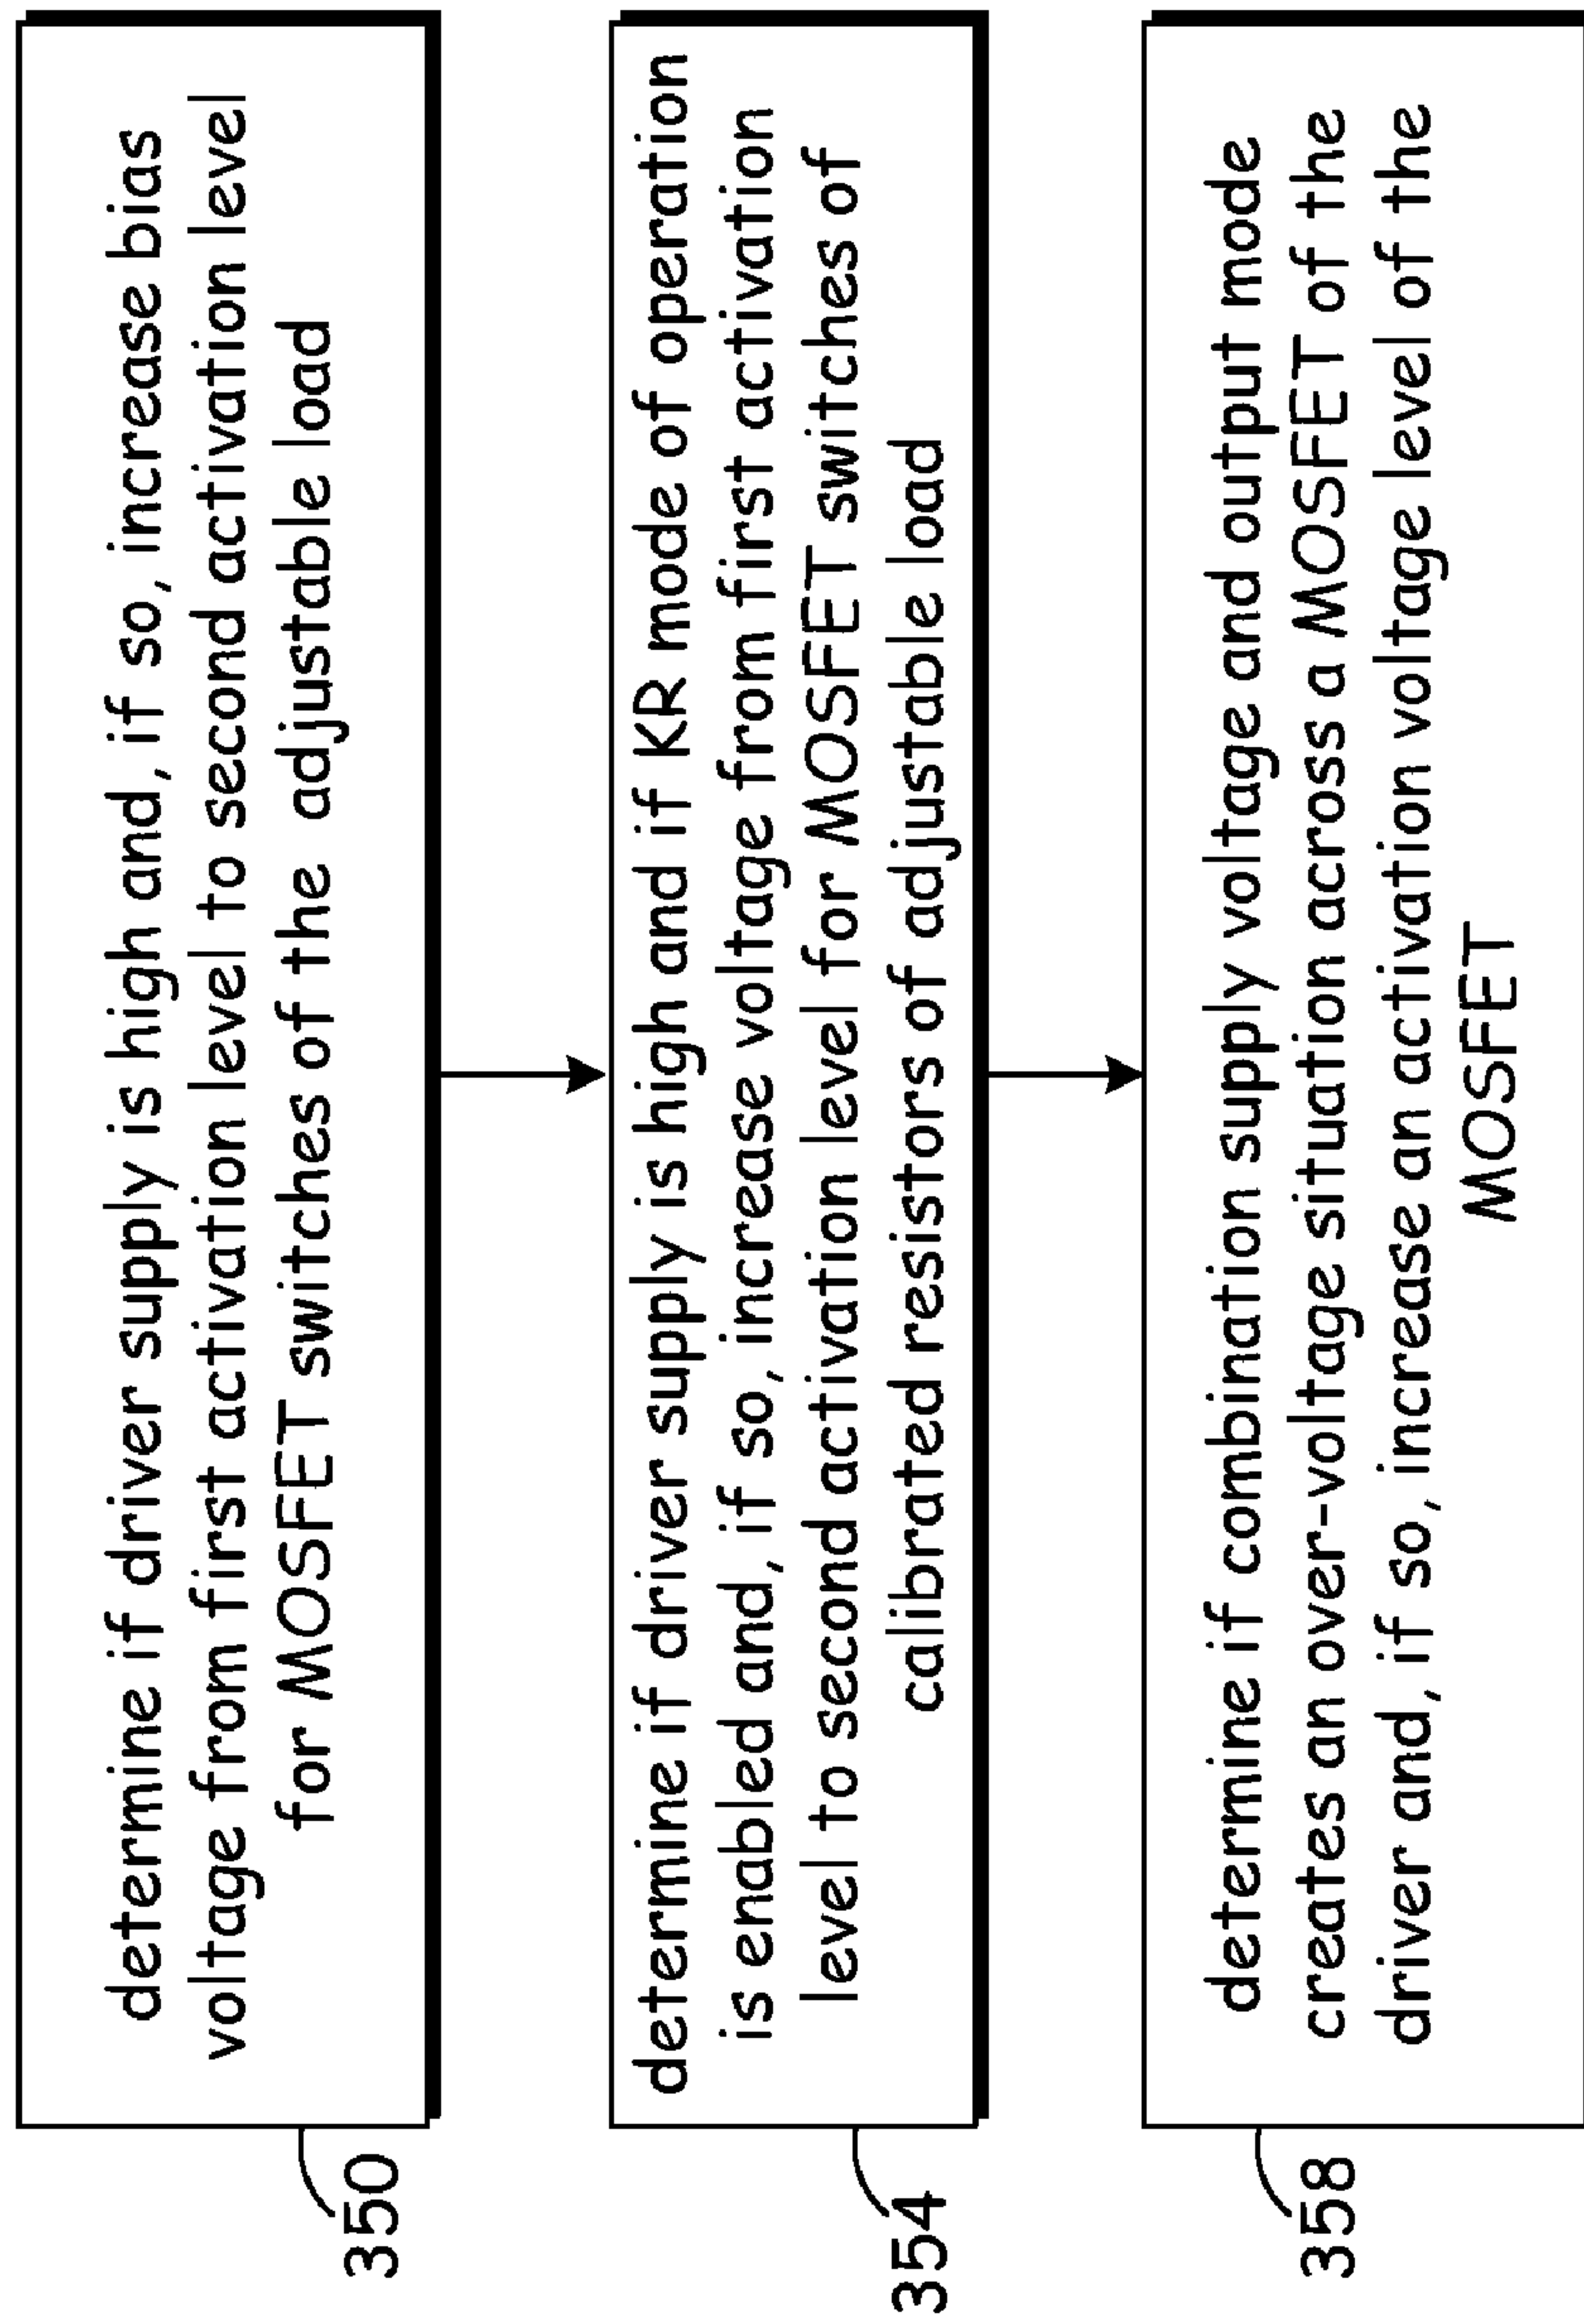 determine if driver supply is high and, if so, increase bias
voltage from first activation level to second activation level
for MOSFET switches of the adjustable load
350
determine if driver supply is high and if KR mode of operation
is enabled and, if so, increase voltage from first activation
level to second activation level for MOSFET switches of
calibrated resistors of adjustable load
354
determine if combination supply voltage and output mode
creates an over-voltage situation across a MOSFET of the
driver and, if so, increase an activation voltage level of the
MOSFET
358